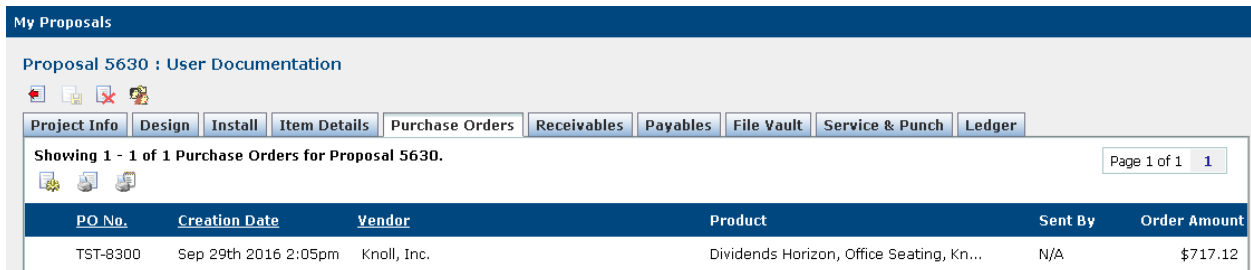 My Proposals
Proposal 5630 : User Documentation
Project Info Design Install Item Details Purchase Orders Receivables Payables File Vault Service & Punch Ledger
Showing 1 - 1 of 1 Purchase Orders for Proposal 5630.
Page 1 of 1 1
PO No. Creation Date Vendor Product Sent By Order Amount
TST-8300 Sep 29th 2016 2:05pm Knoll, Inc. Dividends Horizon, Office Seating, Kn... N/A $717.12